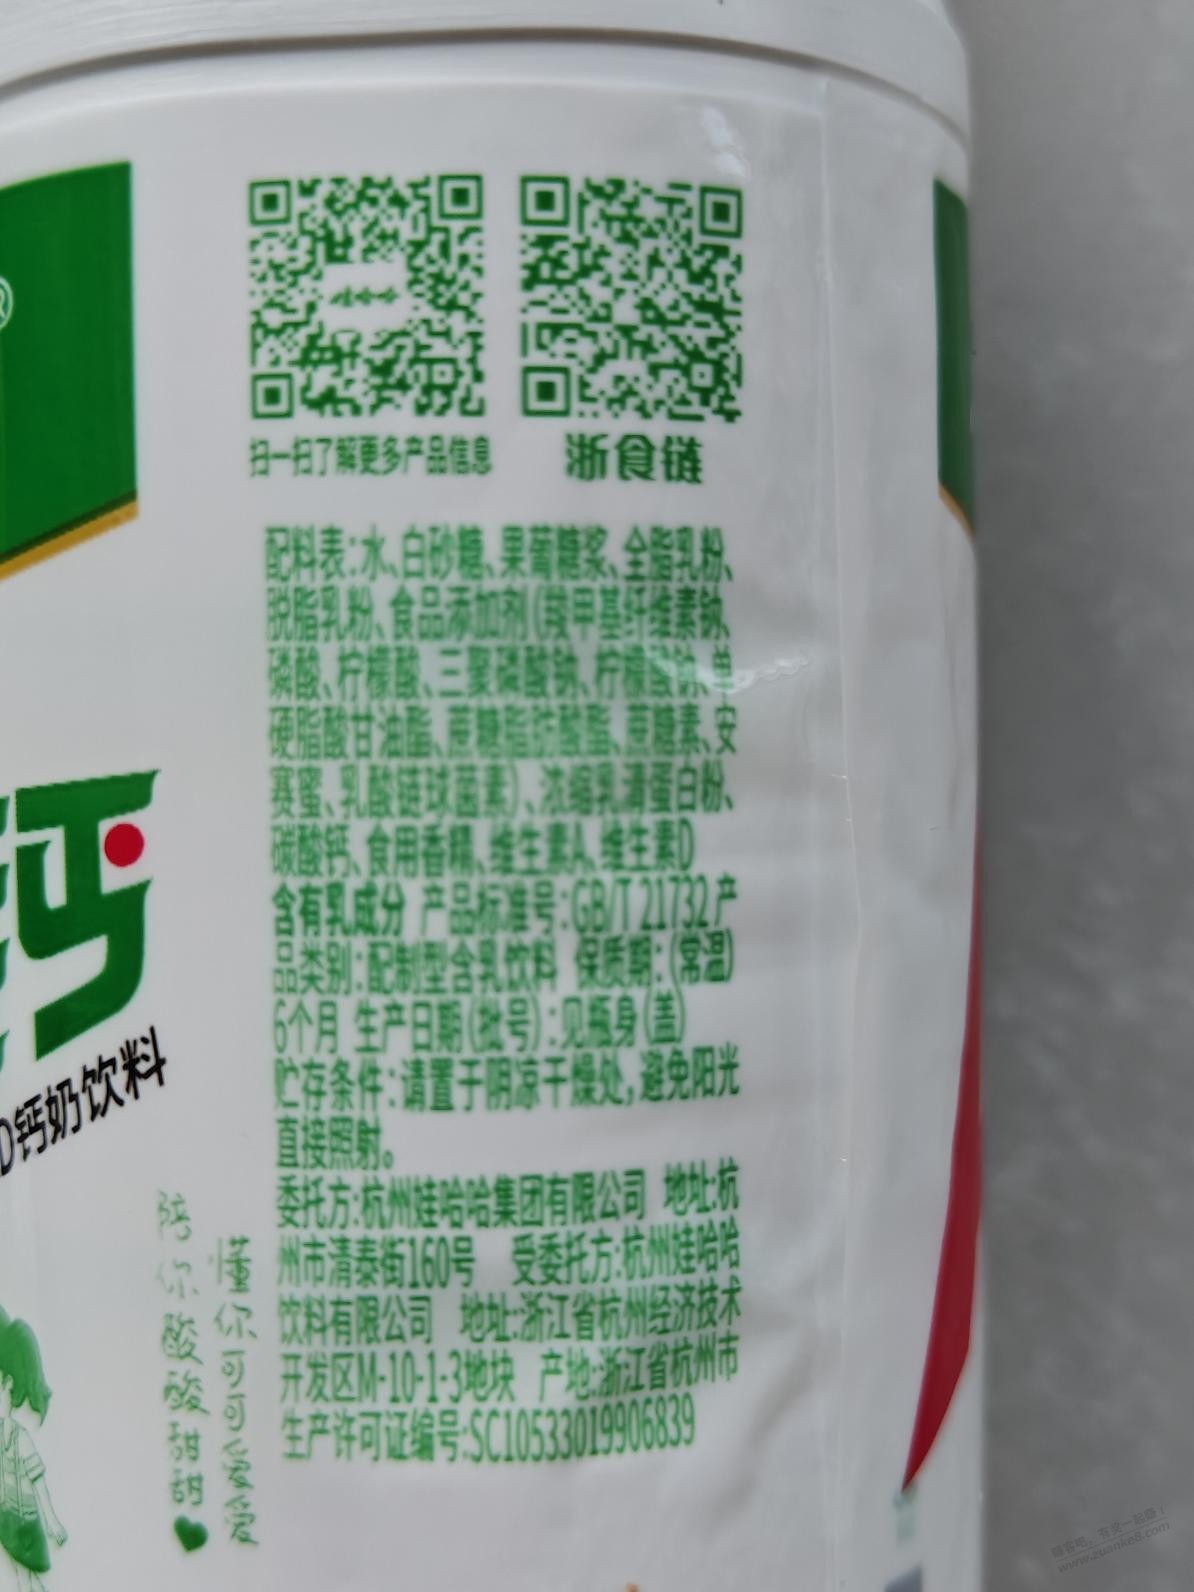 ®
扫一扫了解更多产品信息
浙食链
配料表:水、白砂糖、果葡糖浆、全脂乳粉、
脱脂乳粉、食品添加剂(羧甲基纤维素钠、
磷酸、柠檬酸、三聚磷酸钠、柠檬酸钠、单
硬脂酸甘油酯、蔗糖脂肪酸酯、蔗糖素、安
赛蜜、乳酸链球菌素)、浓缩乳清蛋白粉、
碳酸钙、食用香精、维生素A、维生素D
含有乳成分 产品标准号:GB/T 21732 产
品类别:配制型含乳饮料 保质期:(常温)
6个月 生产日期(批号):见瓶身(盖)
贮存条件:请置于阴凉干燥处,避免阳光
直接照射。
委托方:杭州娃哈哈集团有限公司 地址:杭
州市清泰街160号 受委托方:杭州娃哈哈
饮料有限公司 地址:浙江省杭州经济技术
开发区M-10-1-3地块 产地:浙江省杭州市
生产许可证编号:SC10533019906839
钙
D钙奶饮料
懂你可可爱爱
陪你酸酸甜甜
www.zuanke8.com